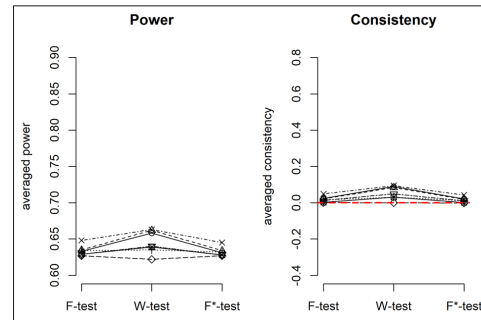 Power
averaged power
0.60 0.65 0.70 0.75 0.80 0.85 0.90
F-test W-test F*-test
Consistency
averaged consistency
-0.4 -0.2 0.0 0.2 0.4 0.6 0.8
F-test W-test F*-test